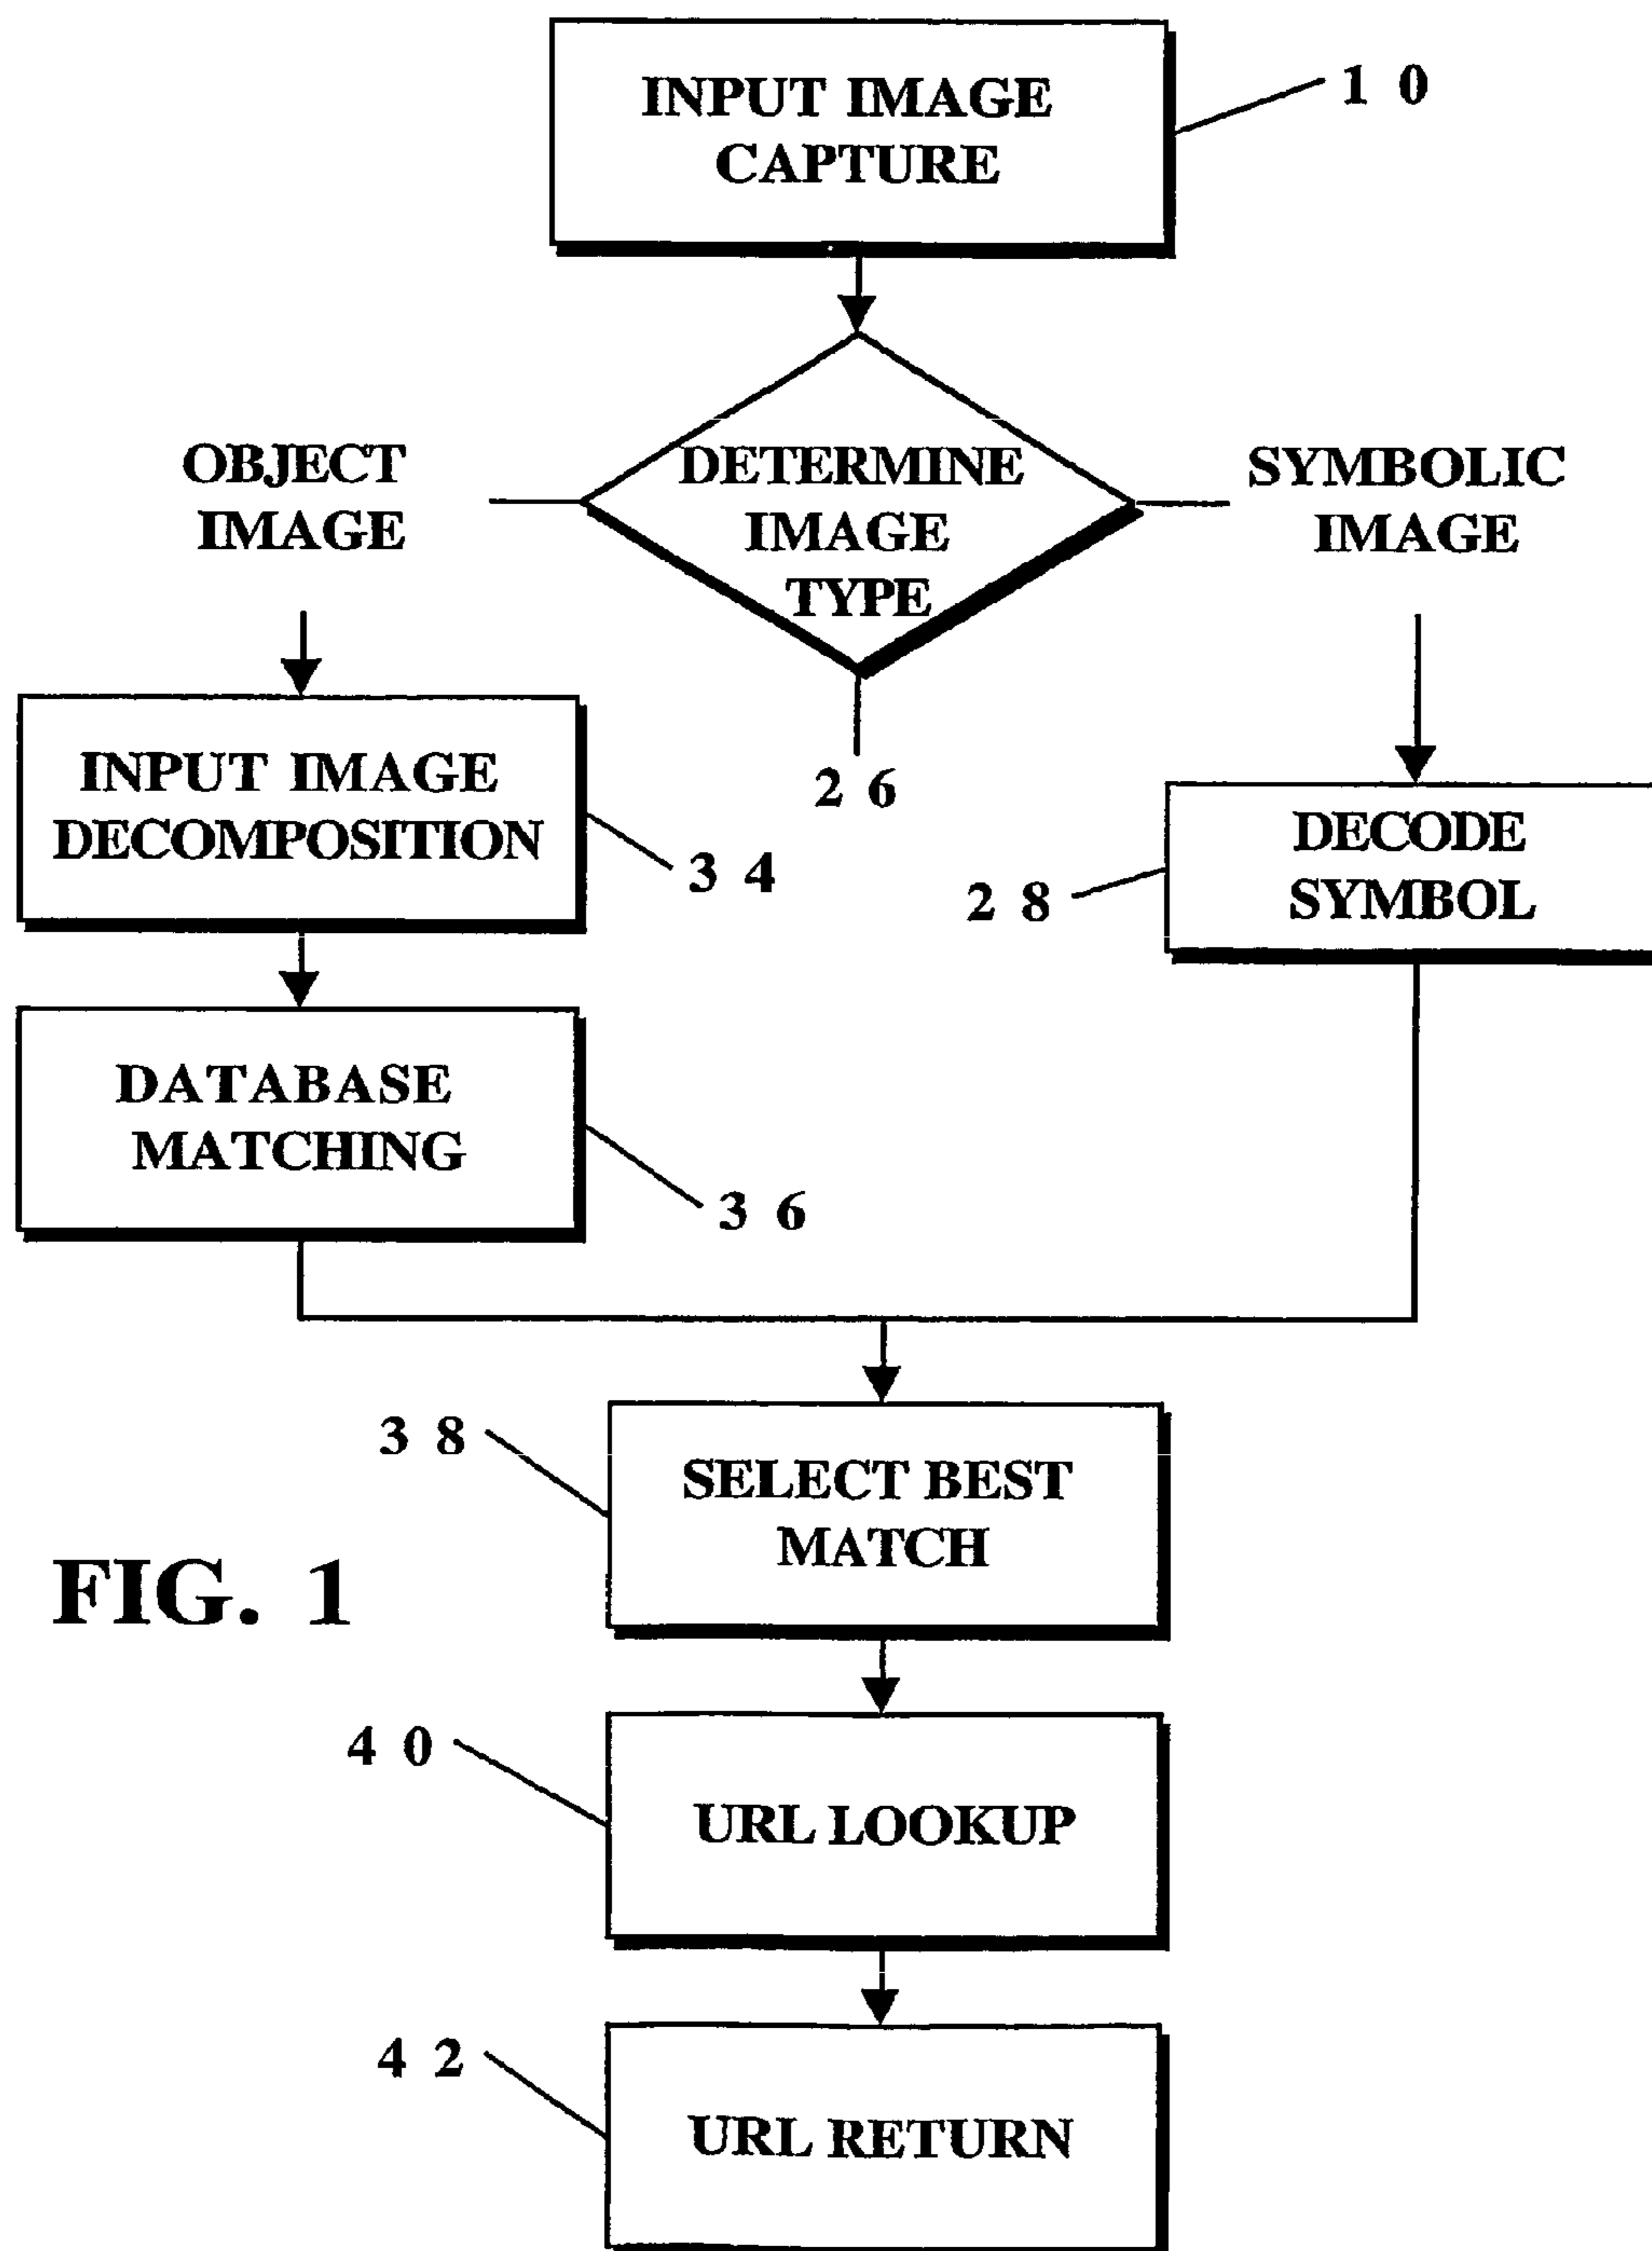 INPUT IMAGE
CAPTURE
1 0
OBJECT
IMAGE
DETERMINE
IMAGE
TYPE
SYMBOLIC
IMAGE
2 6
INPUT IMAGE
DECOMPOSITION
3 4
DECODE
SYMBOL
2 8
DATABASE
MATCHING
3 6
3 8
SELECT BEST
MATCH
FIG. 1
4 0
URL LOOKUP
4 2
URL RETURN